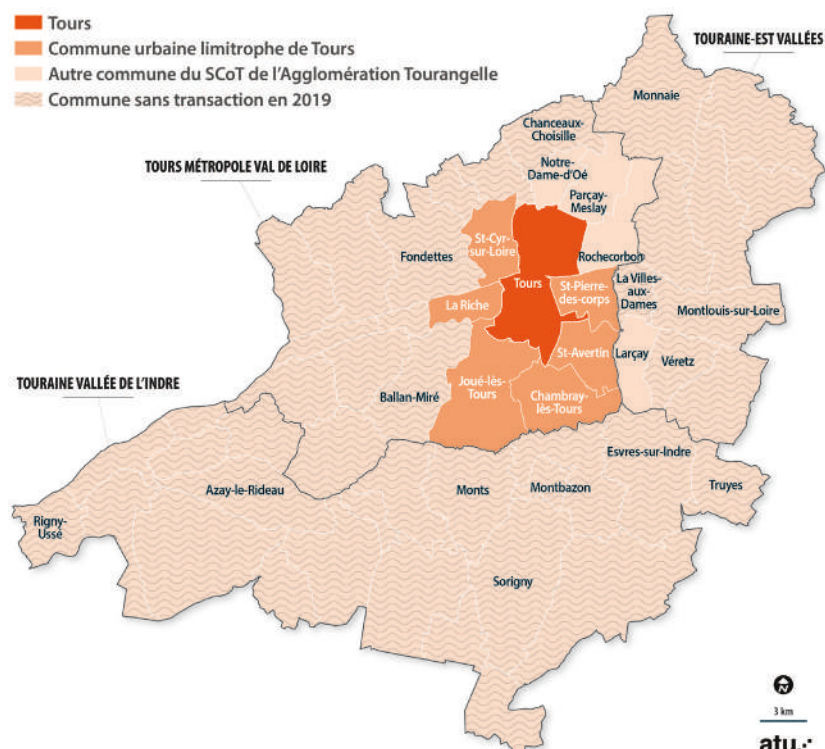 Tours
Commune urbaine limitrophe de Tours
Autre commune du SCoT de l'Agglomération Tourangelle
Commune sans transaction en 2019
TOURAINE-EST VALLÉES
Monnaie
Chanceaux-
Choisille
TOURS MÉTROPOLE VAL DE LOIRE
Notre-
Dame-d'Oé
Parçay-
Meslay
St-Cyr-
sur-Loire
Fondettes
Rochecorbon
Tours
St-Pierre-
des-corps
La Villes-
aux-
Dames
La Riche
Montlouis-sur-Loire
St-Avertin
Larçay
Véretz
TOURAINE VALLÉE DE L'INDRE
Joué-lès-
Tours
Ballan-Miré
Chambray-
lès-Tours
Esvres-sur-Indre
Azay-le-Rideau
Monts
Montbazon
Truyes
Rigny-
Ussé
Sorigny
N
3 km
atu